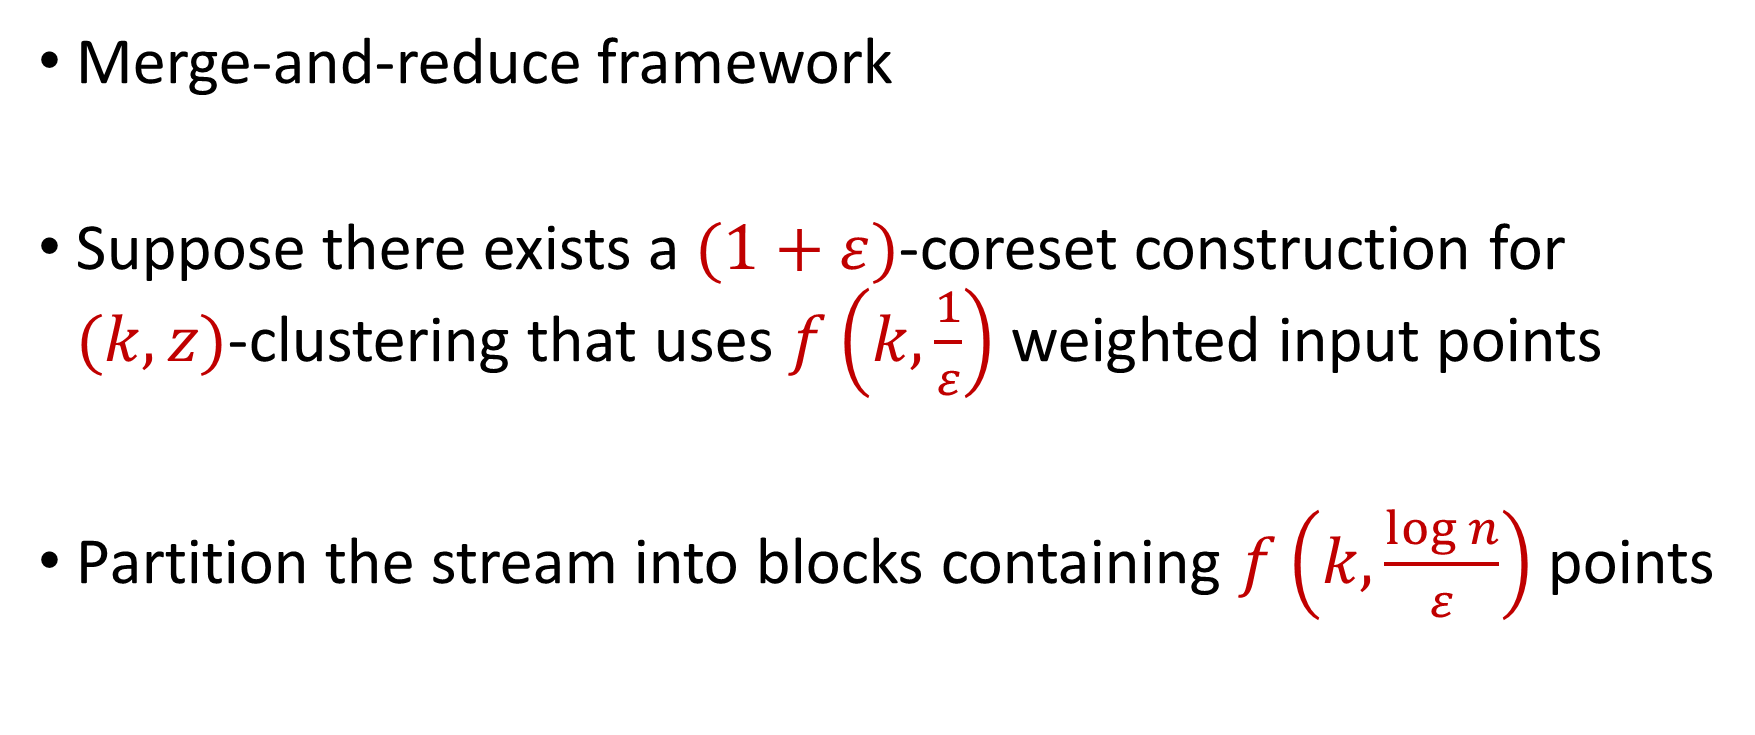 • Merge-and-reduce framework
• Suppose there exists a (1 + ε)-coreset construction for
(k, z)-clustering that uses f(k, 1/ε) weighted input points
• Partition the stream into blocks containing f(k, log n/ε) points